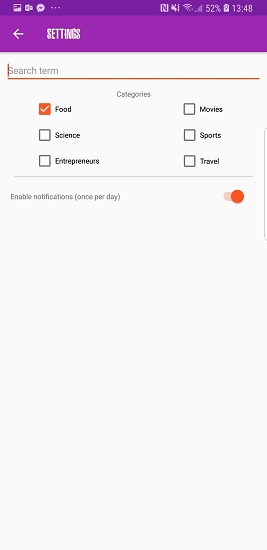 52% 13:48
SETTINGS
Search term
Categories
Food Movies
Science Sports
Entrepreneurs Travel
Enable notifications (once per day)